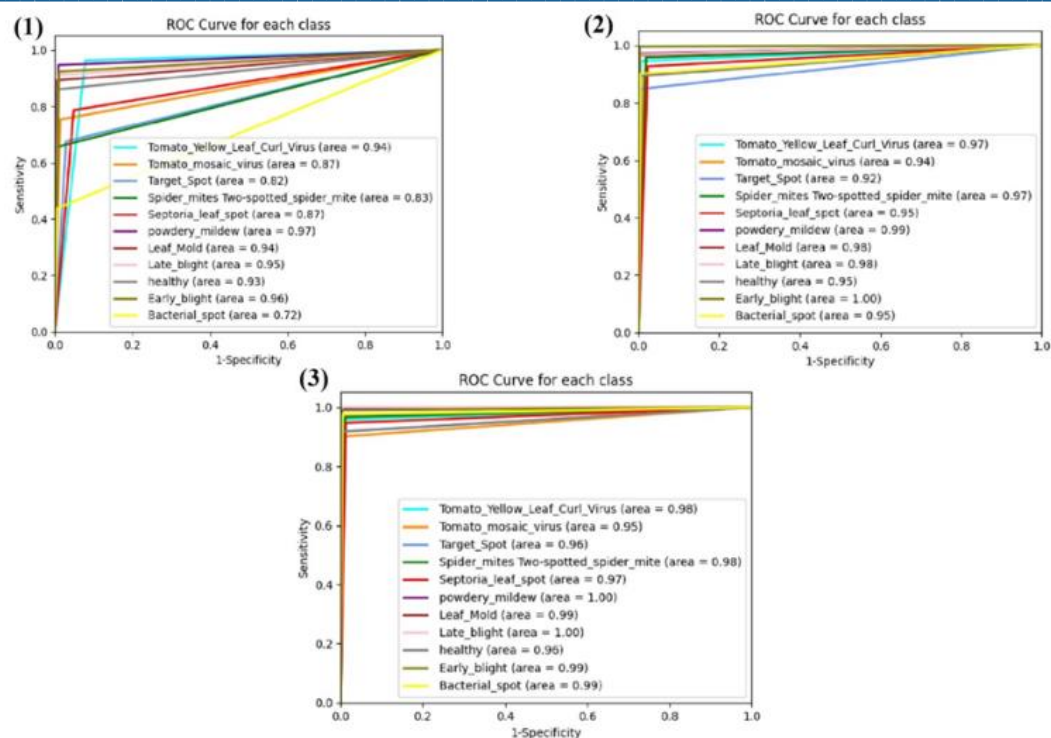 (1)
ROC Curve for each class
Sensitivity
1.0
0.8
0.6
0.4
0.2
0.0
Tomato_Yellow_Leaf_Curl_Virus (area = 0.94)
Tomato_mosaic_virus (area = 0.87)
Target_Spot (area = 0.82)
Spider_mites Two-spotted_spider_mite (area = 0.83)
Septoria_leaf_spot (area = 0.87)
powdery_mildew (area = 0.97)
Leaf_Mold (area = 0.94)
Late_blight (area = 0.95)
healthy (area = 0.93)
Early_blight (area = 0.96)
Bacterial_spot (area = 0.72)
0.0 0.2 0.4 0.6 0.8 1.0
1-Specificity
(2)
ROC Curve for each class
Sensitivity
1.0
0.8
0.6
0.4
0.2
0.0
Tomato_Yellow_Leaf_Curl_Virus (area = 0.97)
Tomato_mosaic_virus (area = 0.94)
Target_Spot (area = 0.92)
Spider_mites Two-spotted_spider_mite (area = 0.97)
Septoria_leaf_spot (area = 0.95)
powdery_mildew (area = 0.99)
Leaf_Mold (area = 0.98)
Late_blight (area = 0.98)
healthy (area = 0.95)
Early_blight (area = 1.00)
Bacterial_spot (area = 0.95)
0.0 0.2 0.4 0.6 0.8 1.0
1-Specificity
(3)
ROC Curve for each class
Sensitivity
1.0
0.8
0.6
0.4
0.2
0.0
Tomato_Yellow_Leaf_Curl_Virus (area = 0.98)
Tomato_mosaic_virus (area = 0.95)
Target_Spot (area = 0.96)
Spider_mites Two-spotted_spider_mite (area = 0.98)
Septoria_leaf_spot (area = 0.97)
powdery_mildew (area = 1.00)
Leaf_Mold (area = 0.99)
Late_blight (area = 1.00)
healthy (area = 0.96)
Early_blight (area = 0.99)
Bacterial_spot (area = 0.99)
0.0 0.2 0.4 0.6 0.8 1.0
1-Specificity